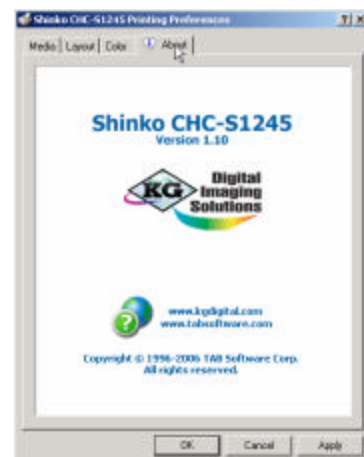 Shinko CHC-S1245 Printing Preferences
Media Layout Color About
Shinko CHC-S1245
Version 1.10
KG Digital
Imaging
Solutions
www.kgdigital.com
www.tabsoftware.com
Copyright © 1996-2006 TAB Software Corp.
All rights reserved.
OK Cancel Apply